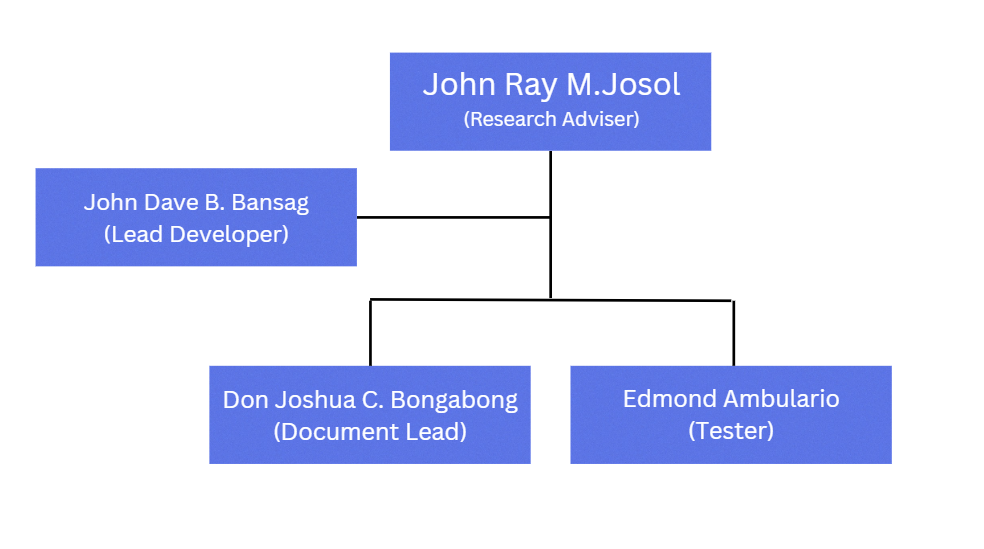 John Ray M.Josol
(Research Adviser)
John Dave B. Bansag
(Lead Developer)
Don Joshua C. Bongabong
(Document Lead)
Edmond Ambulario
(Tester)